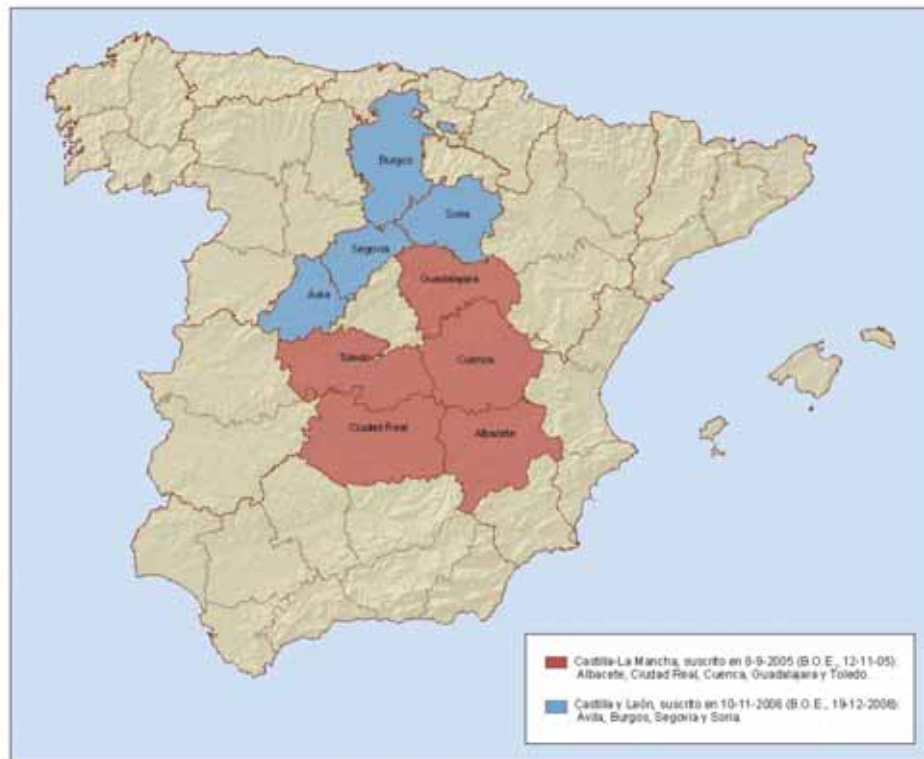 Burgos
Soria
Segovia
Guadalajara
Ávila
Toledo
Cuenca
Ciudad Real
Albacete
Castilla-La Mancha, suscrito en 8-9-2005 (B.O.E., 12-11-05):
Albacete, Ciudad Real, Cuenca, Guadalajara y Toledo.
Castilla y León, suscrito en 10-11-2006 (B.O.E., 19-12-2006):
Ávila, Burgos, Segovia y Soria.